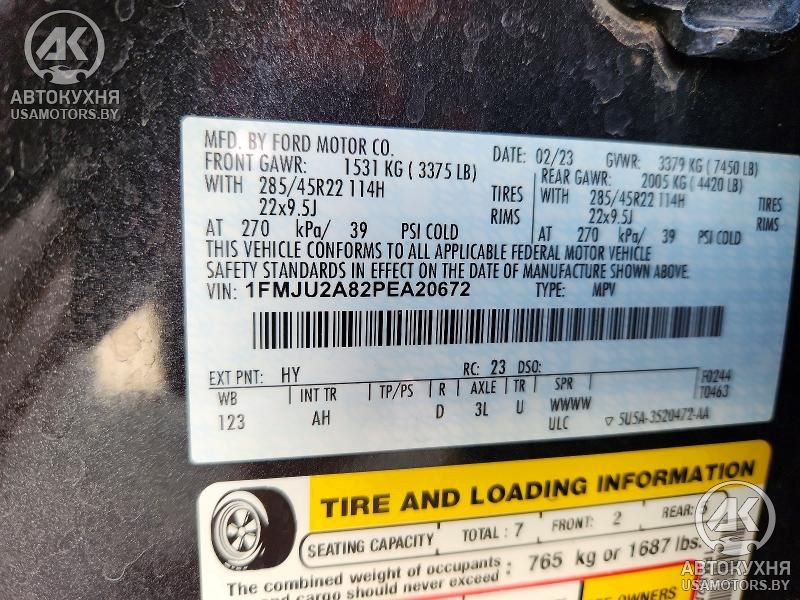 AK
АВТОКУХНЯ
USAMOTORS.BY
MFD. BY FORD MOTOR CO. DATE: 02/23 GVWR: 3379 KG (7450 LB)
FRONT GAWR: 1531 KG (3375 LB) REAR GAWR: 2005 KG (4420 LB)
WITH 285/45R22 114H TIRES WITH 285/45R22 114H TIRES
22x9.5J RIMS 22x9.5J RIMS
AT 270 kPa/ 39 PSI COLD AT 270 kPa/ 39 PSI COLD
THIS VEHICLE CONFORMS TO ALL APPLICABLE FEDERAL MOTOR VEHICLE
SAFETY STANDARDS IN EFFECT ON THE DATE OF MANUFACTURE SHOWN ABOVE.
VIN: 1FMJU2A82PEA20672 TYPE: MPV
EXT PNT: HY RC: 23 DSO: F0244
WB INT TR TP/PS R AXLE TR SPR T0463
123 AH D 3L U WWWW
ULC ▽ 5U5A-3520472-AA
TIRE AND LOADING INFORMATION
SEATING CAPACITY TOTAL: 7 FRONT: 2 REAR: 5
The combined weight of occupants : 765 kg or 1687 lbs.
and cargo should never exceed
OWNERS
AK
АВТОКУХНЯ
USAMOTORS.BY